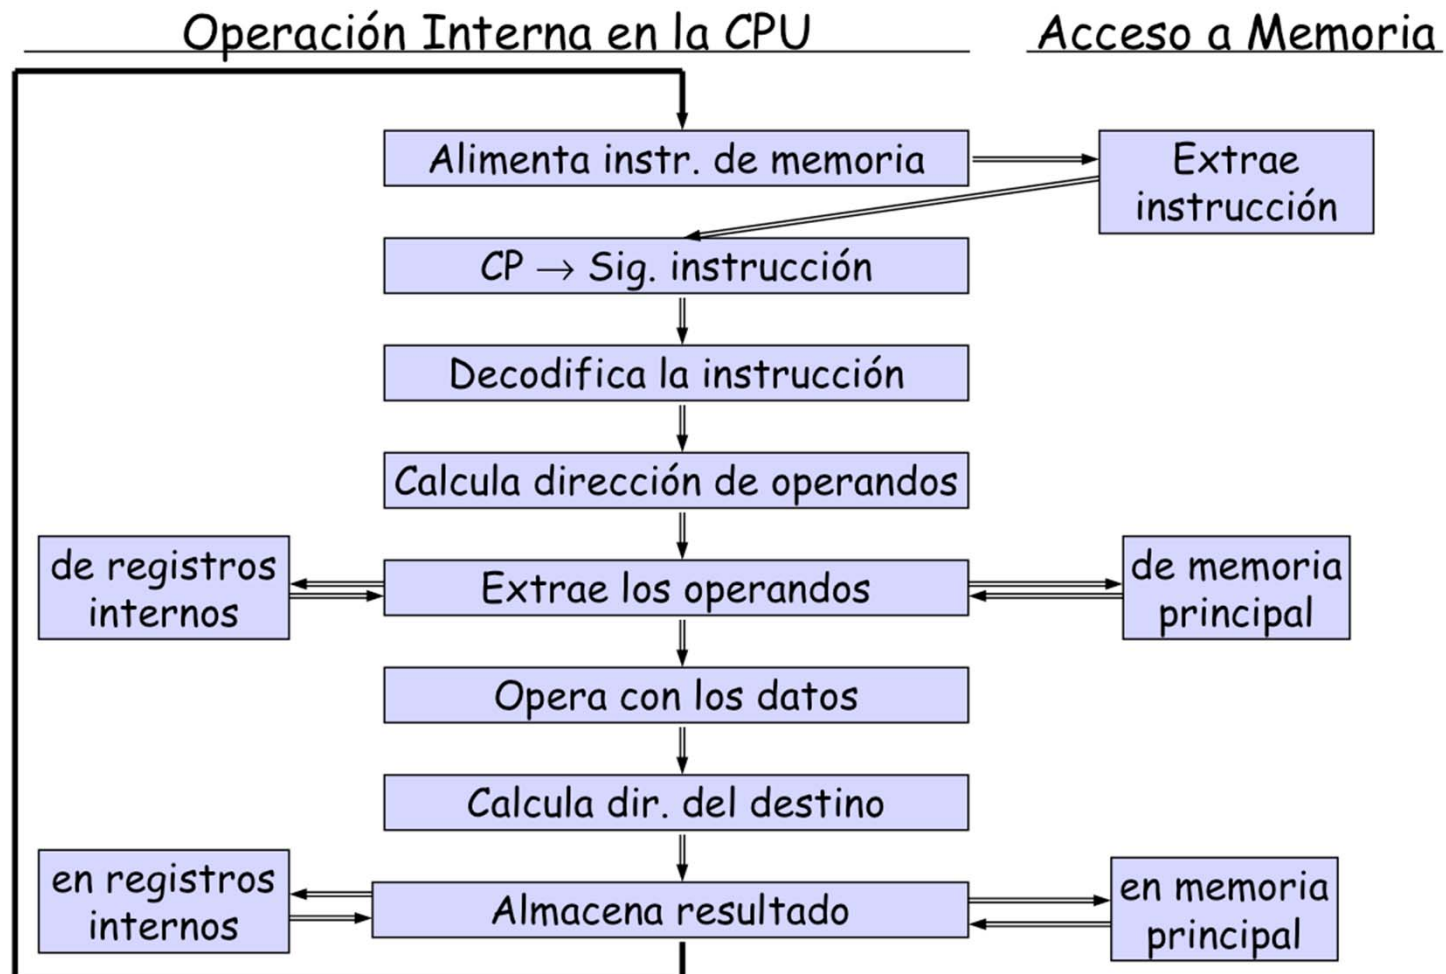 Operación Interna en la CPU
Acceso a Memoria
Alimenta instr. de memoria
Extrae
instrucción
CP → Sig. instrucción
Decodifica la instrucción
Calcula dirección de operandos
de registros
internos
Extrae los operandos
de memoria
principal
Opera con los datos
Calcula dir. del destino
en registros
internos
Almacena resultado
en memoria
principal